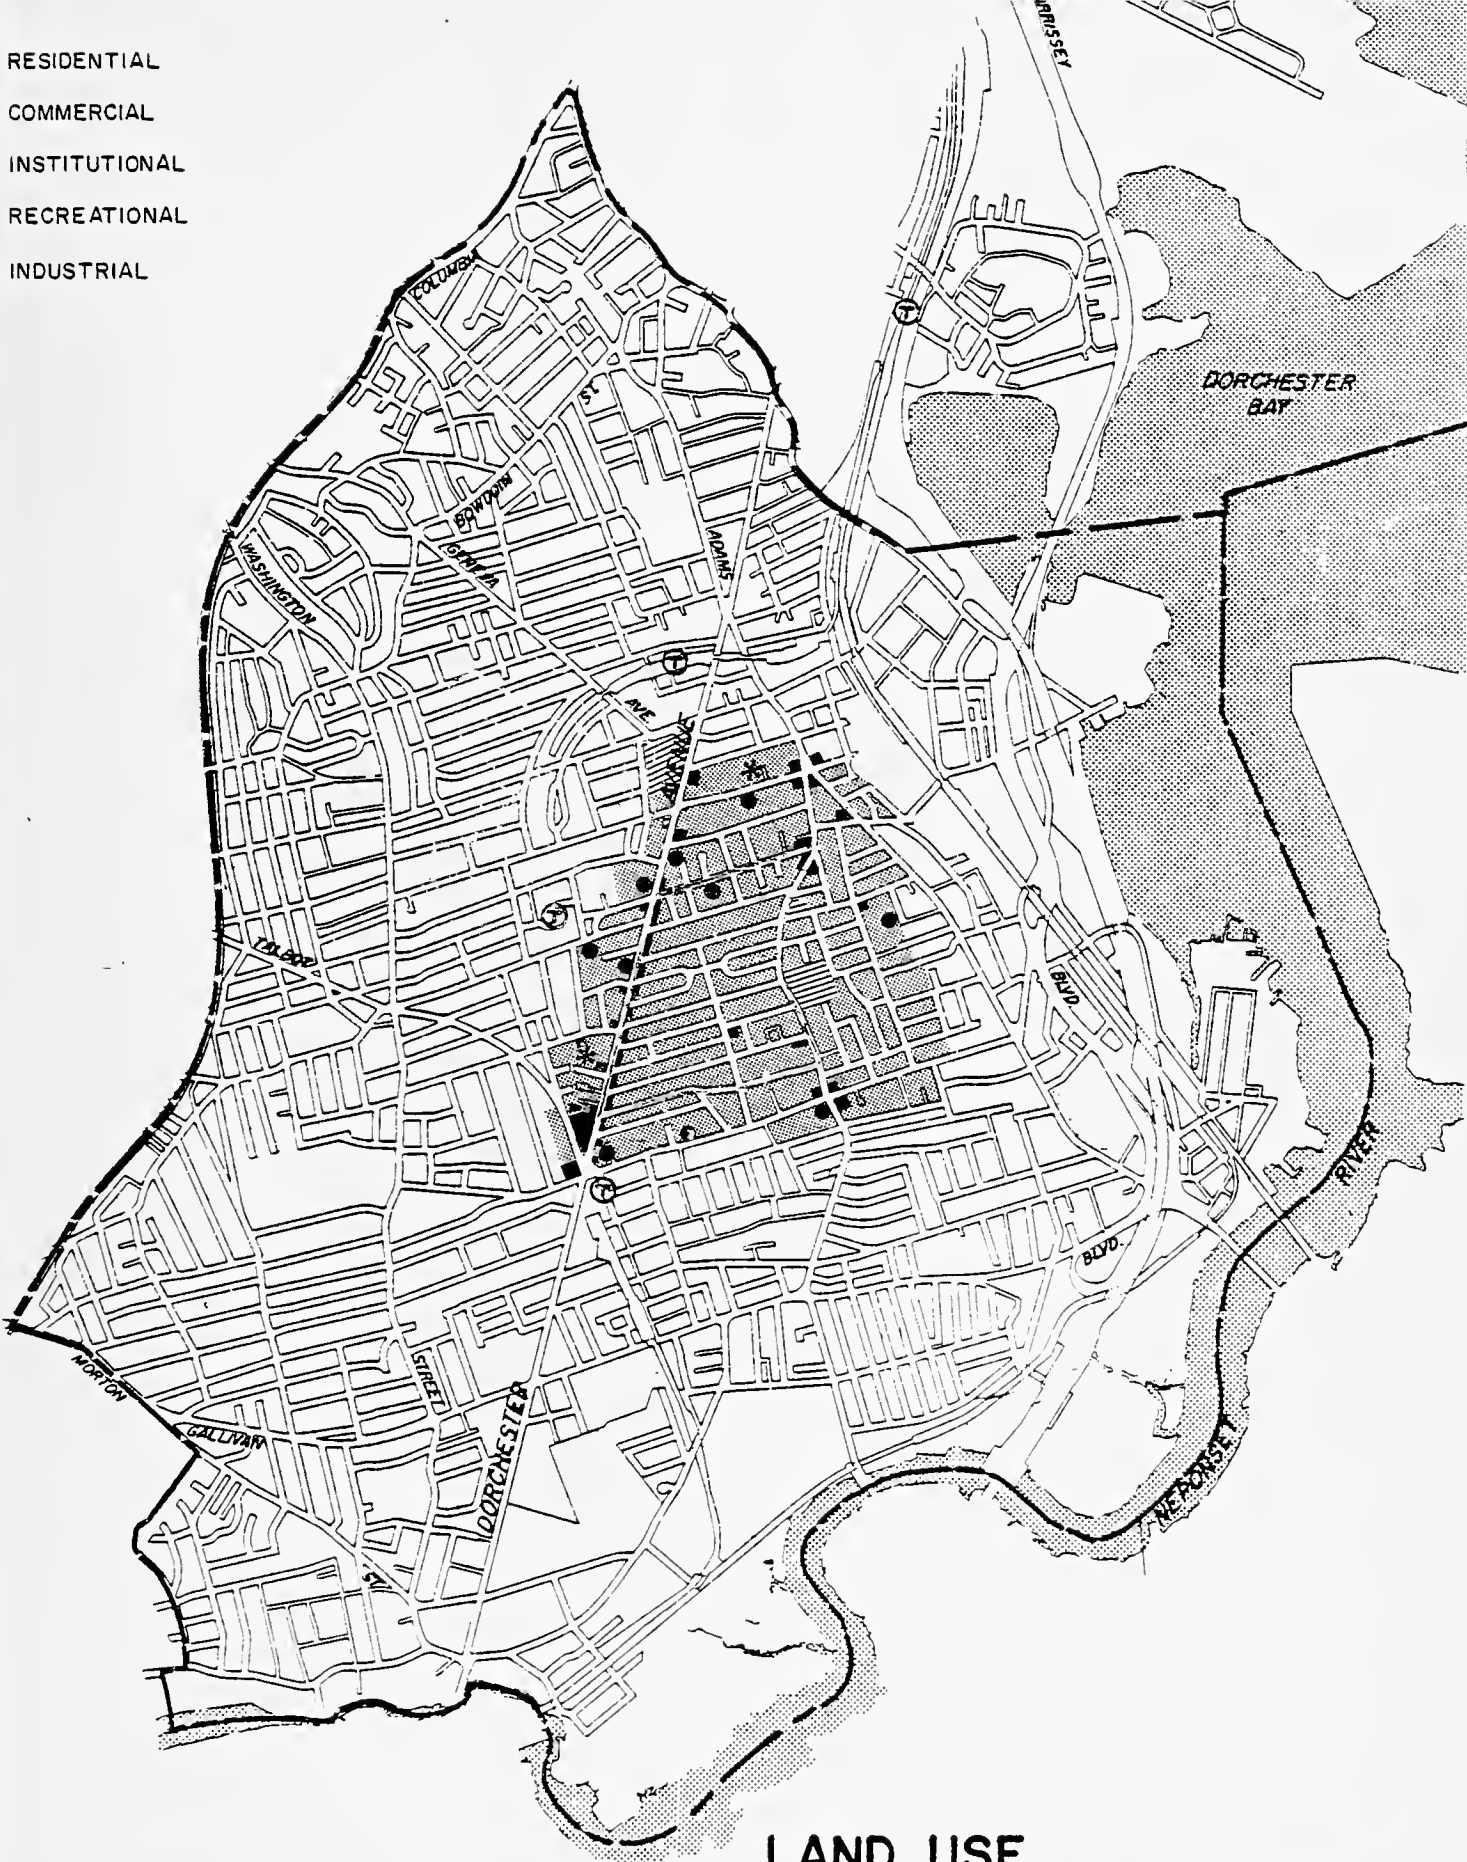 RESIDENTIAL
COMMERCIAL
INSTITUTIONAL
RECREATIONAL
INDUSTRIAL
DORCHESTER
BAY
ST.
BOWDOIN
GENEVA
ADAMS
WASHINGTON
AVE.
T
T
TALBOT
BLVD.
T
RIVER
BLVD.
MORTON
STREET
GALLIVAN
DORCHESTER
NEPONSET
ST.
LAND USE